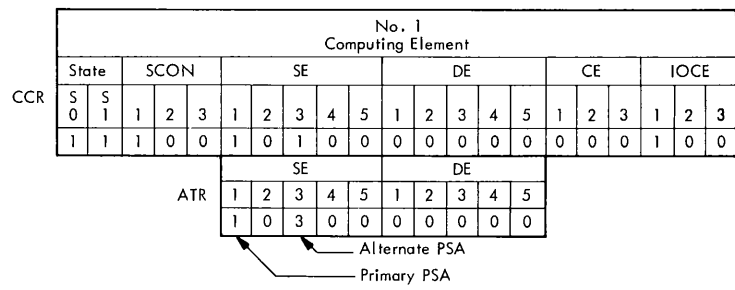 No. 1
Computing Element
State SCON SE DE CE IOCE
CCR S0 S1 1 2 3 1 2 3 4 5 1 2 3 4 5 1 2 3 1 2 3
1 1 1 0 0 1 0 1 0 0 0 0 0 0 0 0 0 0 1 0 0
SE DE
ATR 1 2 3 4 5 1 2 3 4 5
1 0 3 0 0 0 0 0 0 0
Alternate PSA
Primary PSA